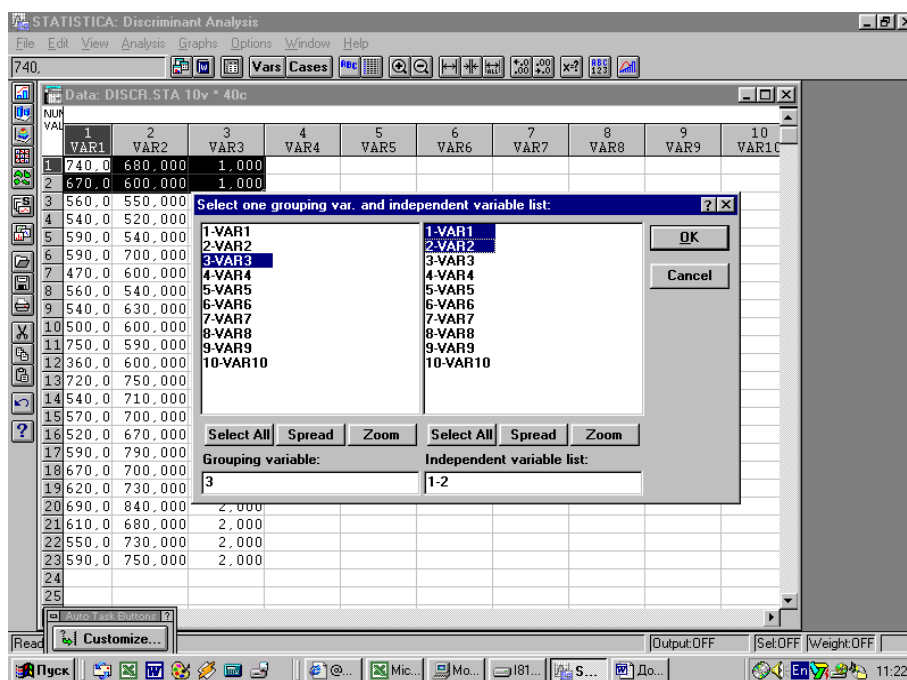 STATISTICA: Discriminant Analysis
File Edit View Analysis Graphs Options Window Help
740, Vars Cases ABC x=? ABC 123
Data: DISCR.STA 10v * 40c
NUM
VAL
1 2 3 4 5 6 7 8 9 10
VAR1 VAR2 VAR3 VAR4 VAR5 VAR6 VAR7 VAR8 VAR9 VAR10
1 740,0 680,000 1,000
2 670,0 600,000 1,000
3 560,0 550,000
4 540,0 520,000
5 590,0 540,000
6 590,0 700,000
7 470,0 600,000
8 560,0 540,000
9 540,0 630,000
10 500,0 600,000
11 750,0 590,000
12 360,0 600,000
13 720,0 750,000
14 540,0 710,000
15 570,0 700,000
16 520,0 670,000
17 590,0 790,000
18 670,0 700,000
19 620,0 730,000
20 690,0 840,000 2,000
21 610,0 680,000 2,000
22 550,0 730,000 2,000
23 590,0 750,000 2,000
24
25
Select one grouping var. and independent variable list: ?
1-VAR1 1-VAR1
2-VAR2 2-VAR2
3-VAR3 3-VAR3
4-VAR4 4-VAR4
5-VAR5 5-VAR5
6-VAR6 6-VAR6
7-VAR7 7-VAR7
8-VAR8 8-VAR8
9-VAR9 9-VAR9
10-VAR10 10-VAR10
OK
Cancel
Select All Spread Zoom Select All Spread Zoom
Grouping variable: Independent variable list:
3 1-2
Auto Task Buttons ?
Customize...
Read Output:OFF Sel:OFF Weight:OFF
Пуск @... Mic... Mo... I81... S... До... En 11:22